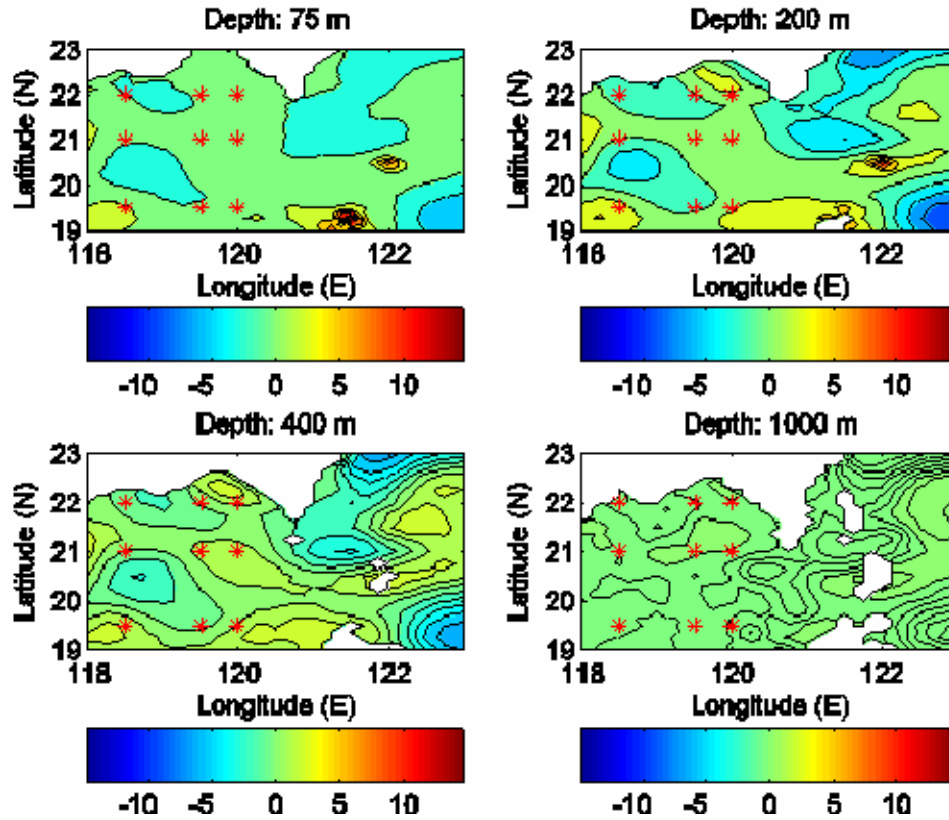 Depth: 75 m
23
22
21
20
19
Latitude (N)
118 120 122
Longitude (E)
-10 -5 0 5 10
Depth: 200 m
23
22
21
20
19
Latitude (N)
118 120 122
Longitude (E)
-10 -5 0 5 10
Depth: 400 m
23
22
21
20
19
Latitude (N)
118 120 122
Longitude (E)
-10 -5 0 5 10
Depth: 1000 m
23
22
21
20
19
Latitude (N)
118 120 122
Longitude (E)
-10 -5 0 5 10